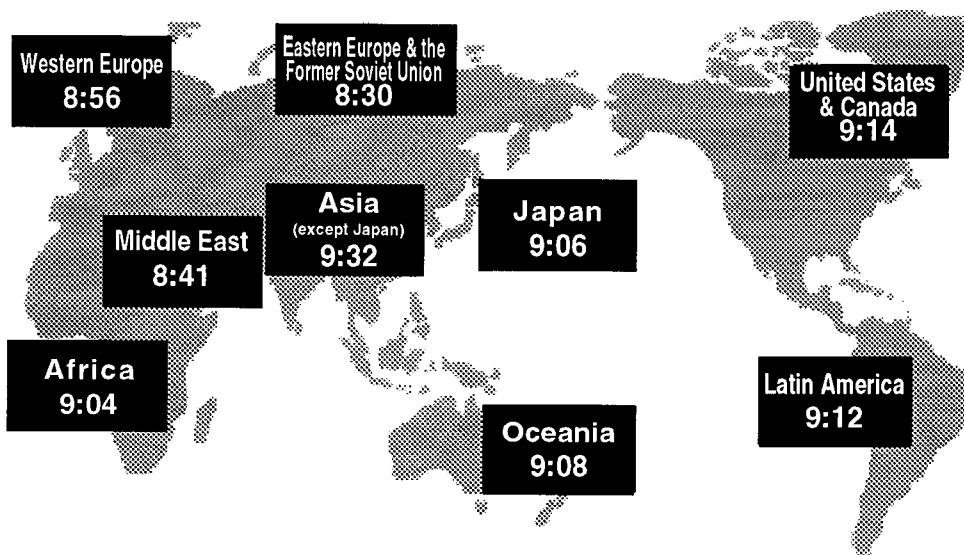 Western Europe
8:56
Eastern Europe & the
Former Soviet Union
8:30
United States
& Canada
9:14
Asia
(except Japan)
9:32
Japan
9:06
Middle East
8:41
Africa
9:04
Latin America
9:12
Oceania
9:08